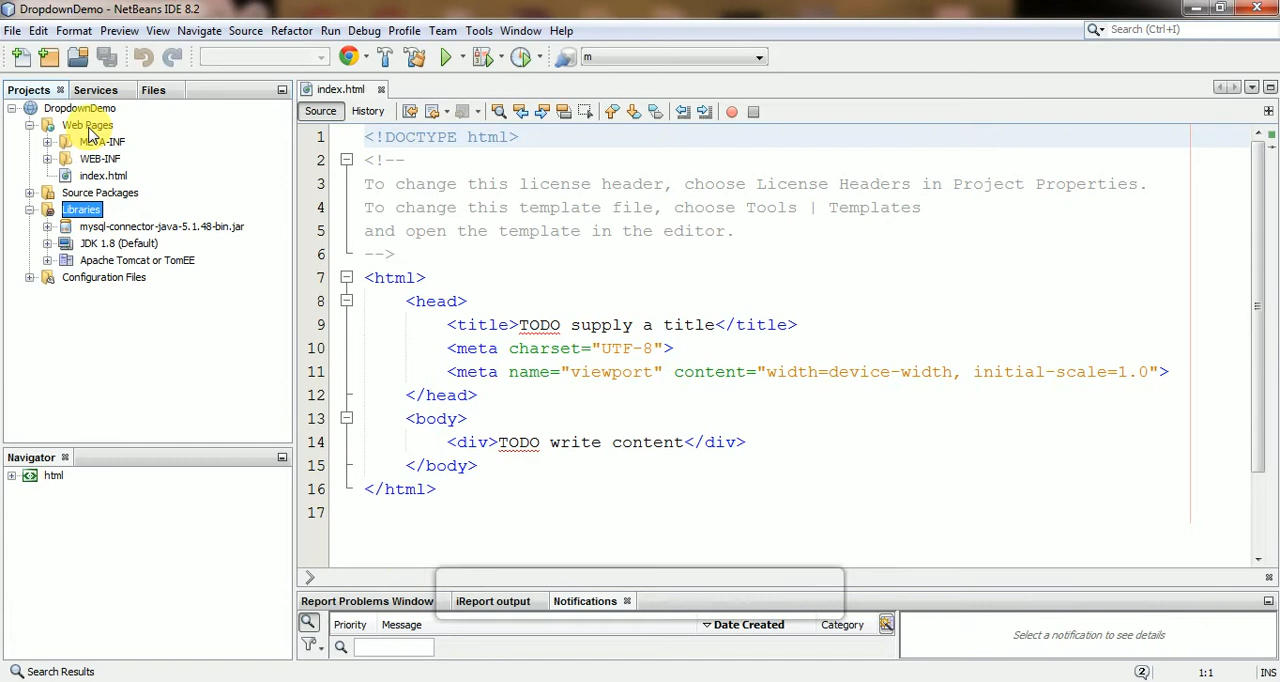 DropdownDemo - NetBeans IDE 8.2
File Edit Format Preview View Navigate Source Refactor Run Debug Profile Team Tools Window Help
Search (Ctrl+I)
m
Projects Services Files
index.html
DropdownDemo
Web Pages
META-INF
WEB-INF
index.html
Source Packages
Libraries
mysql-connector-java-5.1.48-bin.jar
JDK 1.8 (Default)
Apache Tomcat or TomEE
Configuration Files
Navigator
html
Source History
1 <!DOCTYPE html>
2 <!--
3 To change this license header, choose License Headers in Project Properties.
4 To change this template file, choose Tools | Templates
5 and open the template in the editor.
6 -->
7 <html>
8 <head>
9 <title>TODO supply a title</title>
10 <meta charset="UTF-8">
11 <meta name="viewport" content="width=device-width, initial-scale=1.0">
12 </head>
13 <body>
14 <div>TODO write content</div>
15 </body>
16 </html>
17
Report Problems Window iReport output Notifications
Priority Message Date Created Category
Select a notification to see details
Search Results
2 1:1 INS